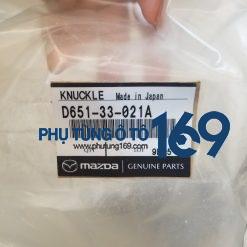 KNUCKLE Made in Japan
D651-33-021A
PHỤ TÙNG Ô TÔ 169
www.phutung169.com
mazda GENUINE PARTS